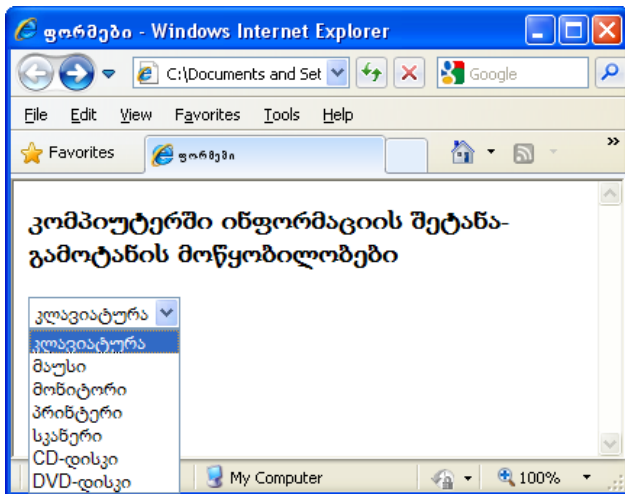 ფორმები - Windows Internet Explorer
C:\Documents and Set
Google
File Edit View Favorites Tools Help
Favorites
ფორმები
»
კომპიუტერში ინფორმაციის შეტანა-
გამოტანის მოწყობილობები
კლავიატურა
კლავიატურა
მაუსი
მონიტორი
პრინტერი
სკანერი
CD-დისკი
DVD-დისკი
My Computer
100%